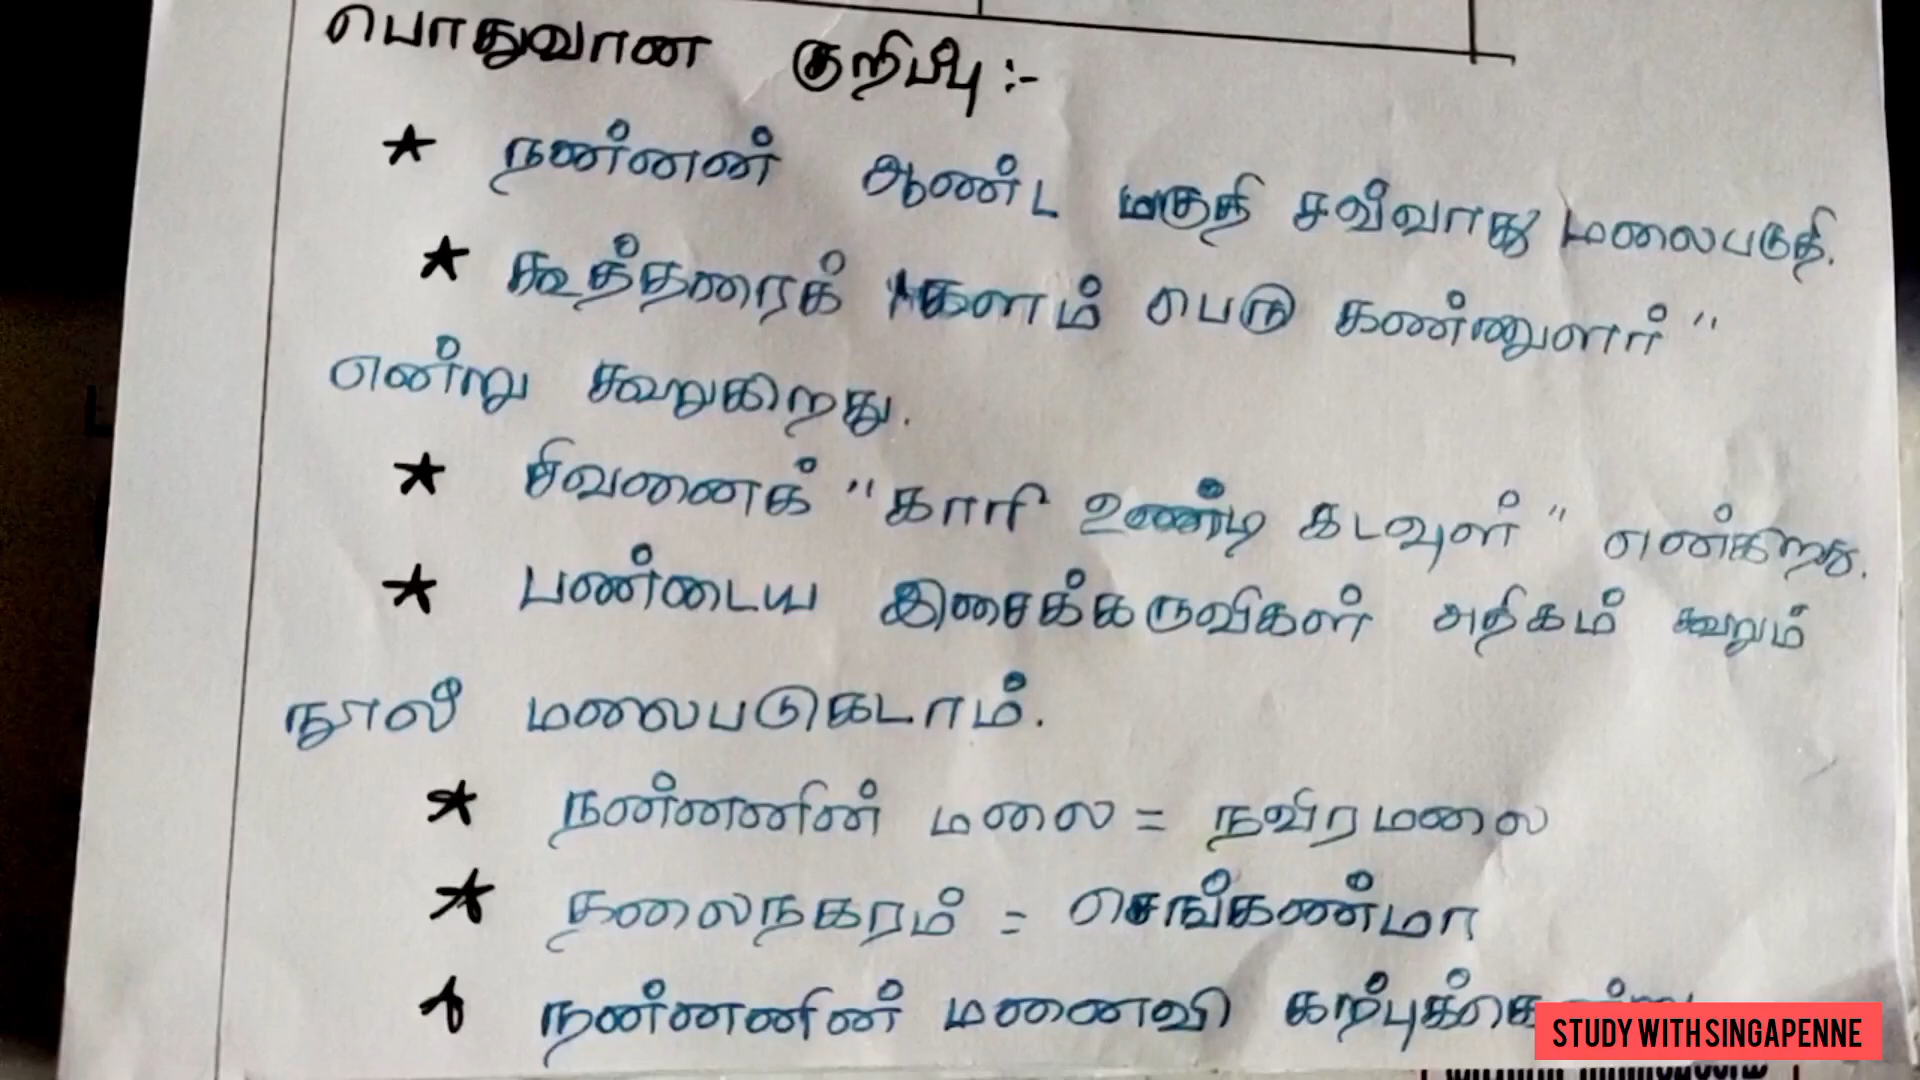 பொதுவான குறிப்பு :-
★ நன்னன் ஆண்ட பகுதி சவ்வாது மலைபகுதி.
★ கூத்தரைக் "களம் பெரு கண்ணுளர்"
என்று கூறுகிறது.
★ சிவனைக் "காரி உண்டி கடவுள்" என்கிறது.
★ பண்டைய இசைக்கருவிகள் அதிகம் கூறும்
நூல் மலைபடுகடாம்.
★ நன்னனின் மலை = நவிரமலை
★ தலைநகரம் = செங்கண்மா
★ நன்னனின் மனைவி
STUDY WITH SINGAPENNE